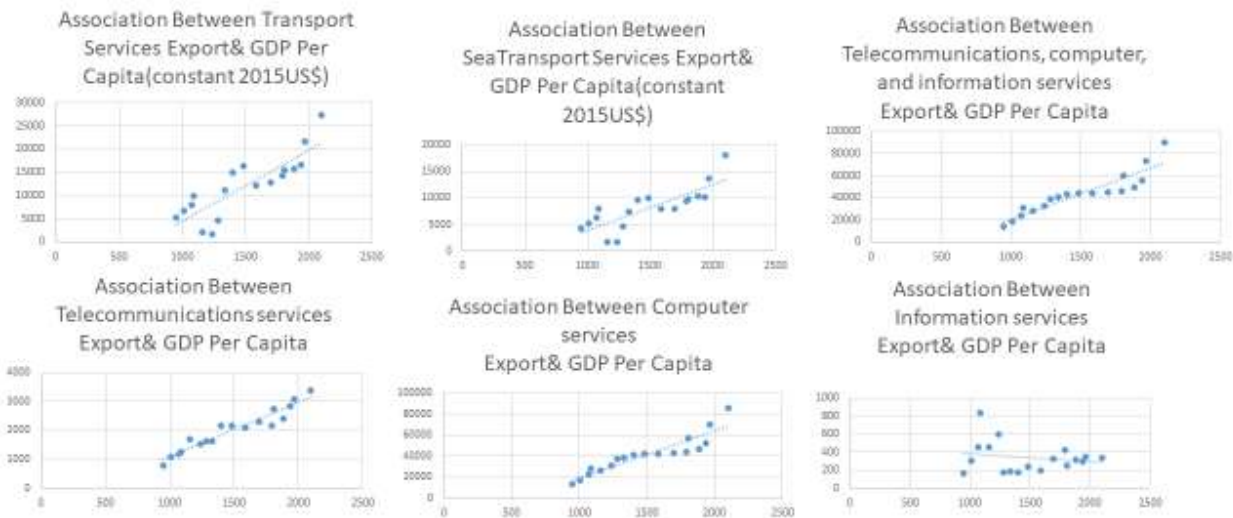 Association Between Transport
Services Export& GDP Per
Capita(constant 2015US$)
30000
25000
20000
15000
10000
5000
0
0 500 1000 1500 2000 2500
Association Between
SeaTransport Services Export&
GDP Per Capita(constant
2015US$)
20000
15000
10000
5000
0
0 500 1000 1500 2000 2500
Association Between
Telecommunications, computer,
and information services
Export& GDP Per Capita
100000
80000
60000
40000
20000
0
0 500 1000 1500 2000 2500
Association Between
Telecommunications services
Export& GDP Per Capita
4000
3000
2000
1000
0
0 500 1000 1500 2000 2500
Association Between Computer
services
Export& GDP Per Capita
100000
80000
60000
40000
20000
0
0 500 1000 1500 2000 2500
Association Between
Information services
Export& GDP Per Capita
1000
800
600
400
200
0
0 500 1000 1500 2000 2500